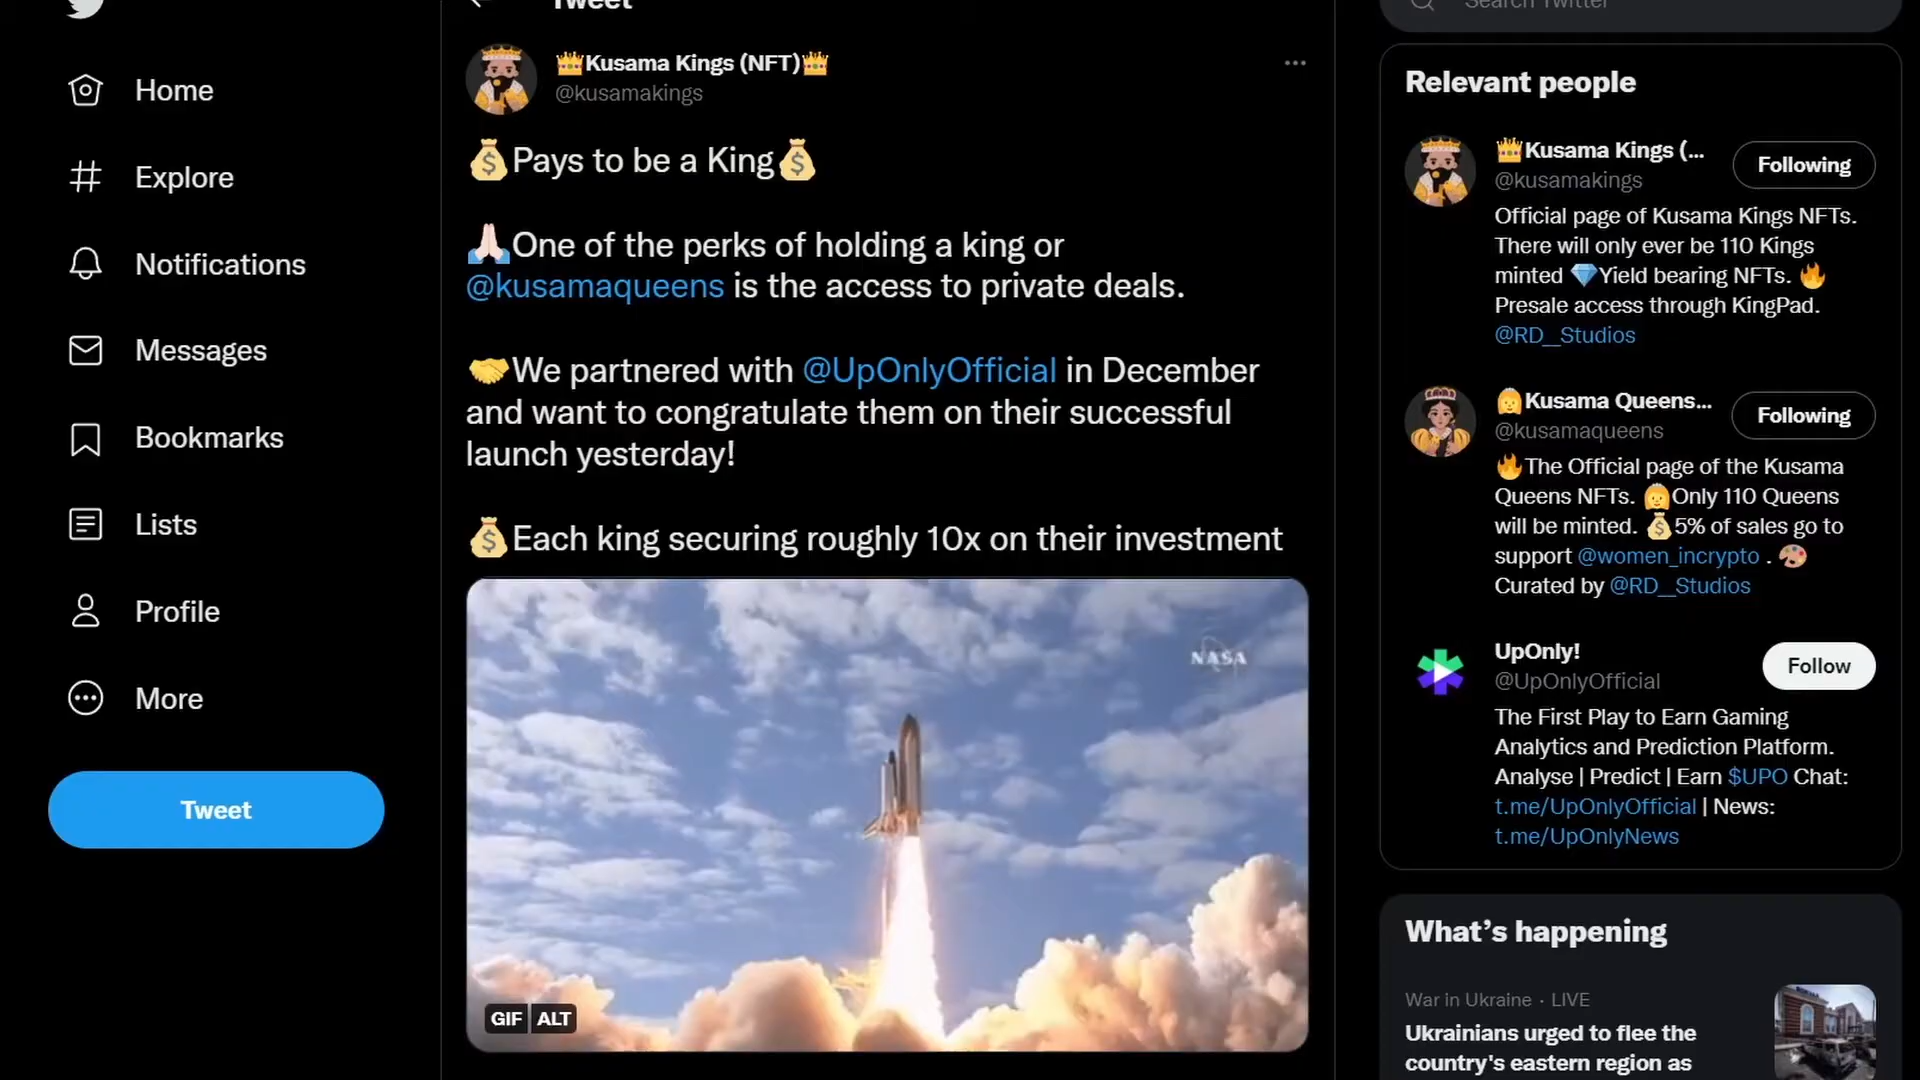 Tweet
Search Twitter
Home
Explore
Notifications
Messages
Bookmarks
Lists
Profile
More
Tweet
👑Kusama Kings (NFT)👑
@kusamakings
💰Pays to be a King💰
🙏🏻One of the perks of holding a king or
@kusamaqueens is the access to private deals.
🤝We partnered with @UpOnlyOfficial in December
and want to congratulate them on their successful
launch yesterday!
💰Each king securing roughly 10x on their investment
NASA
GIF ALT
Relevant people
👑Kusama Kings (...
Following
@kusamakings
Official page of Kusama Kings NFTs.
There will only ever be 110 Kings
minted 💎Yield bearing NFTs. 🔥
Presale access through KingPad.
@RD__Studios
👸Kusama Queens...
Following
@kusamaqueens
🔥The Official page of the Kusama
Queens NFTs. 👸Only 110 Queens
will be minted. 💰5% of sales go to
support @women_incrypto . 🎨
Curated by @RD__Studios
UpOnly!
Follow
@UpOnlyOfficial
The First Play to Earn Gaming
Analytics and Prediction Platform.
Analyse | Predict | Earn $UPO Chat:
t.me/UpOnlyOfficial | News:
t.me/UpOnlyNews
What's happening
War in Ukraine · LIVE
Ukrainians urged to flee the
country's eastern region as